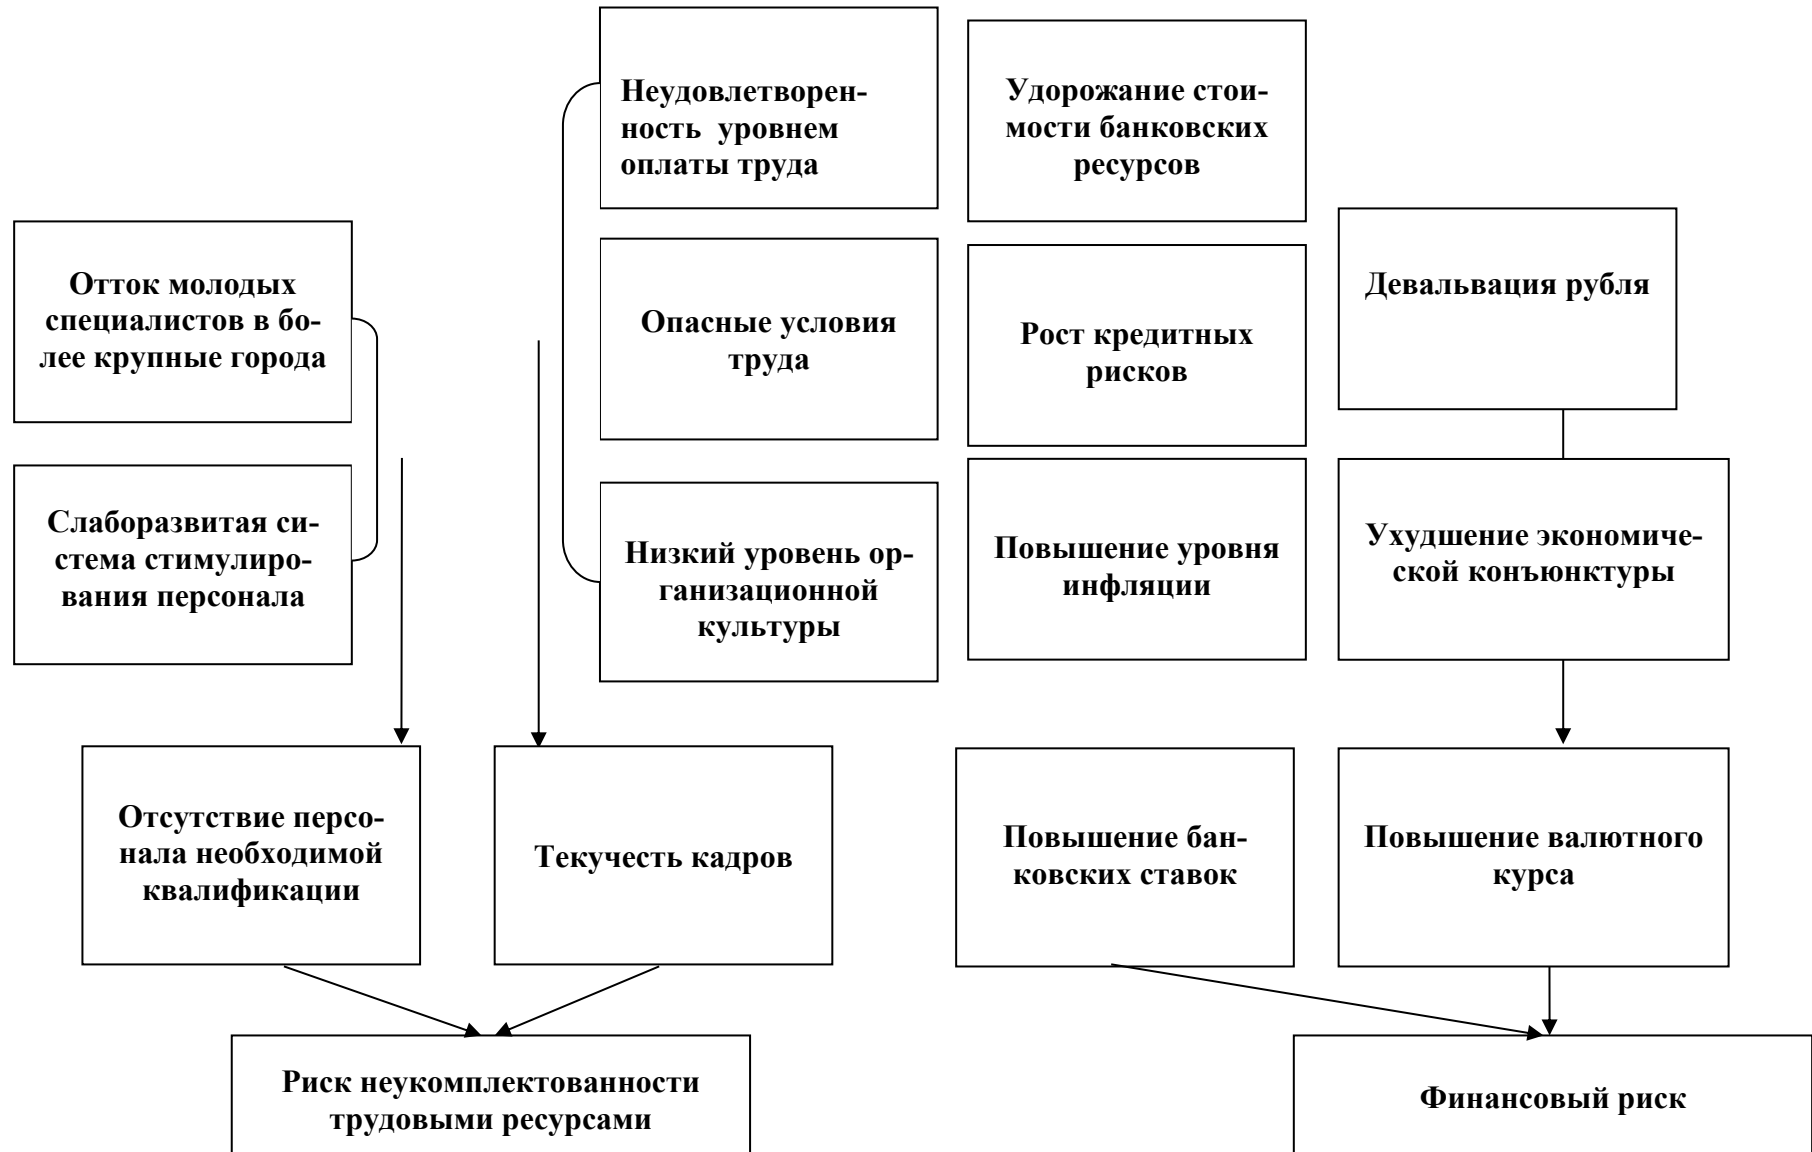 Неудовлетворен-
ность уровнем
оплаты труда
Удорожание стои-
мости банковских
ресурсов
Отток молодых
специалистов в бо-
лее крупные города
Опасные условия
труда
Рост кредитных
рисков
Девальвация рубля
Слаборазвитая си-
стема стимулиро-
вания персонала
Низкий уровень ор-
ганизационной
культуры
Повышение уровня
инфляции
Ухудшение экономиче-
ской конъюнктуры
Отсутствие персо-
нала необходимой
квалификации
Текучесть кадров
Повышение бан-
ковских ставок
Повышение валютного
курса
Риск неукомплектованности
трудовыми ресурсами
Финансовый риск